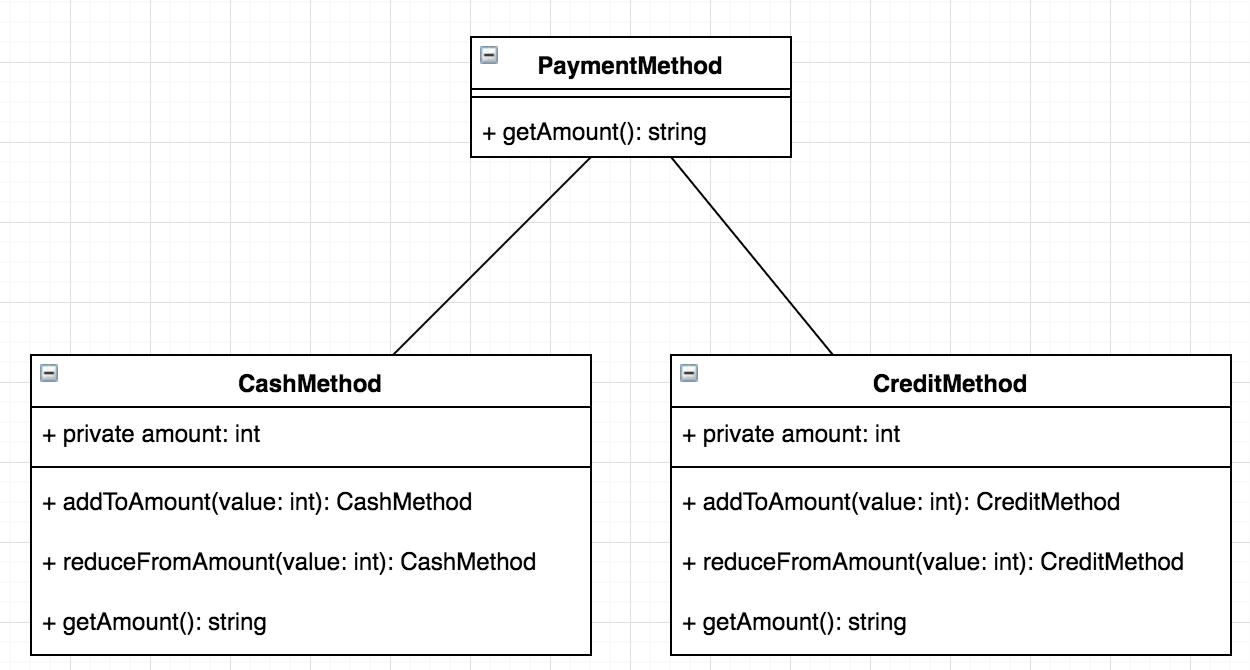 PaymentMethod
+ getAmount(): string
CashMethod
+ private amount: int
+ addToAmount(value: int): CashMethod
+ reduceFromAmount(value: int): CashMethod
+ getAmount(): string
CreditMethod
+ private amount: int
+ addToAmount(value: int): CreditMethod
+ reduceFromAmount(value: int): CreditMethod
+ getAmount(): string